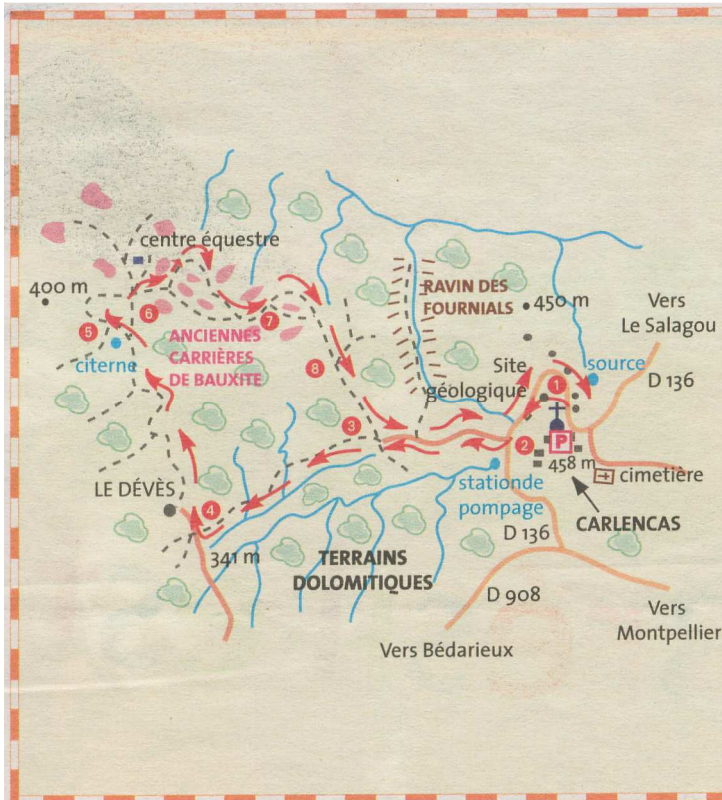 centre équestre
400 m
RAVIN DES
FOURNIALS
450 m
Vers
Le Salagou
6
5
7
ANCIENNES
CARRIÈRES
DE BAUXITE
citerne
8
Site
géologique
source
1
D 136
3
2
P
458 m
cimetière
stationde
pompage
LE DÉVÈS
4
CARLENCAS
D 136
341 m
TERRAINS
DOLOMITIQUES
D 908
Vers
Montpellier
Vers Bédarieux